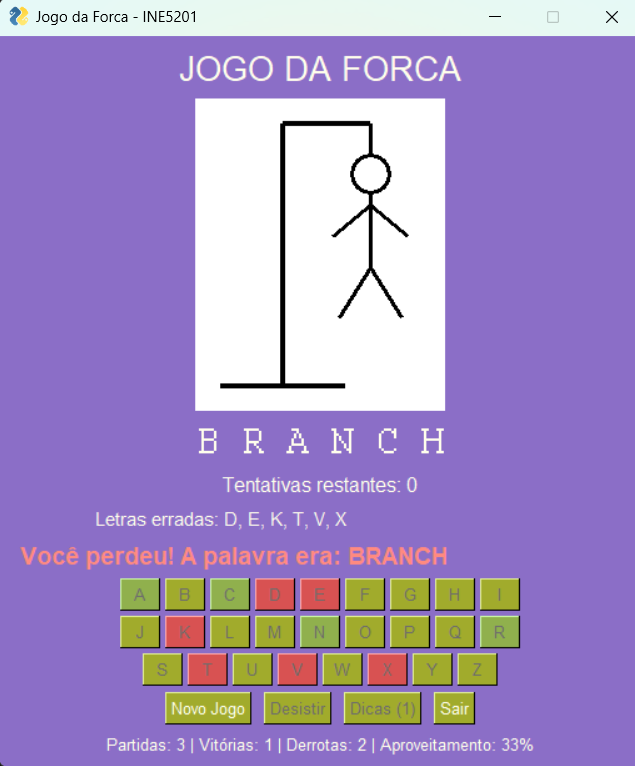 Jogo da Forca - INE5201
JOGO DA FORCA
B R A N C H
Tentativas restantes: 0
Letras erradas: D, E, K, T, V, X
Você perdeu! A palavra era: BRANCH
A B C D E F G H I
J K L M N O P Q R
S T U V W X Y Z
Novo Jogo Desistir Dicas (1) Sair
Partidas: 3 | Vitórias: 1 | Derrotas: 2 | Aproveitamento: 33%